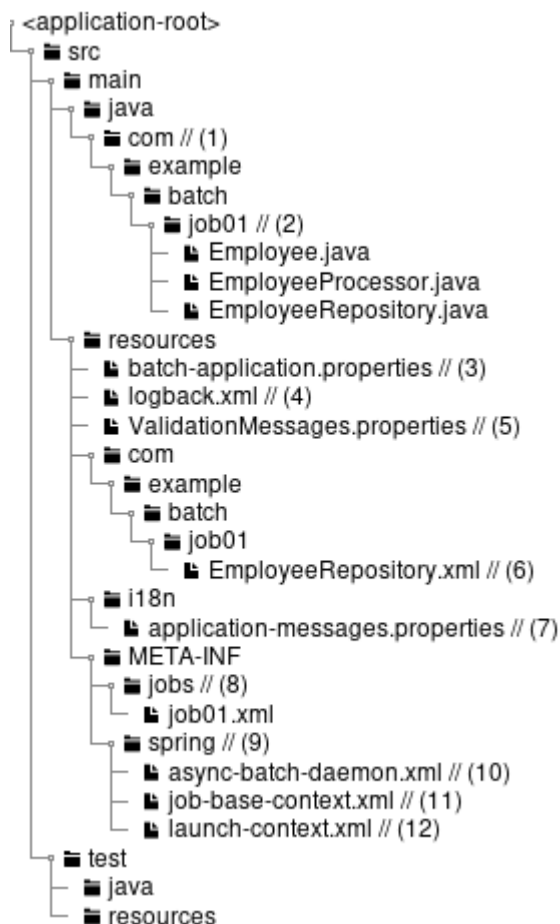 <application-root>
src
main
java
com // (1)
example
batch
job01 // (2)
Employee.java
EmployeeProcessor.java
EmployeeRepository.java
resources
batch-application.properties // (3)
logback.xml // (4)
ValidationMessages.properties // (5)
com
example
batch
job01
EmployeeRepository.xml // (6)
i18n
application-messages.properties // (7)
META-INF
jobs // (8)
job01.xml
spring // (9)
async-batch-daemon.xml // (10)
job-base-context.xml // (11)
launch-context.xml // (12)
test
java
resources